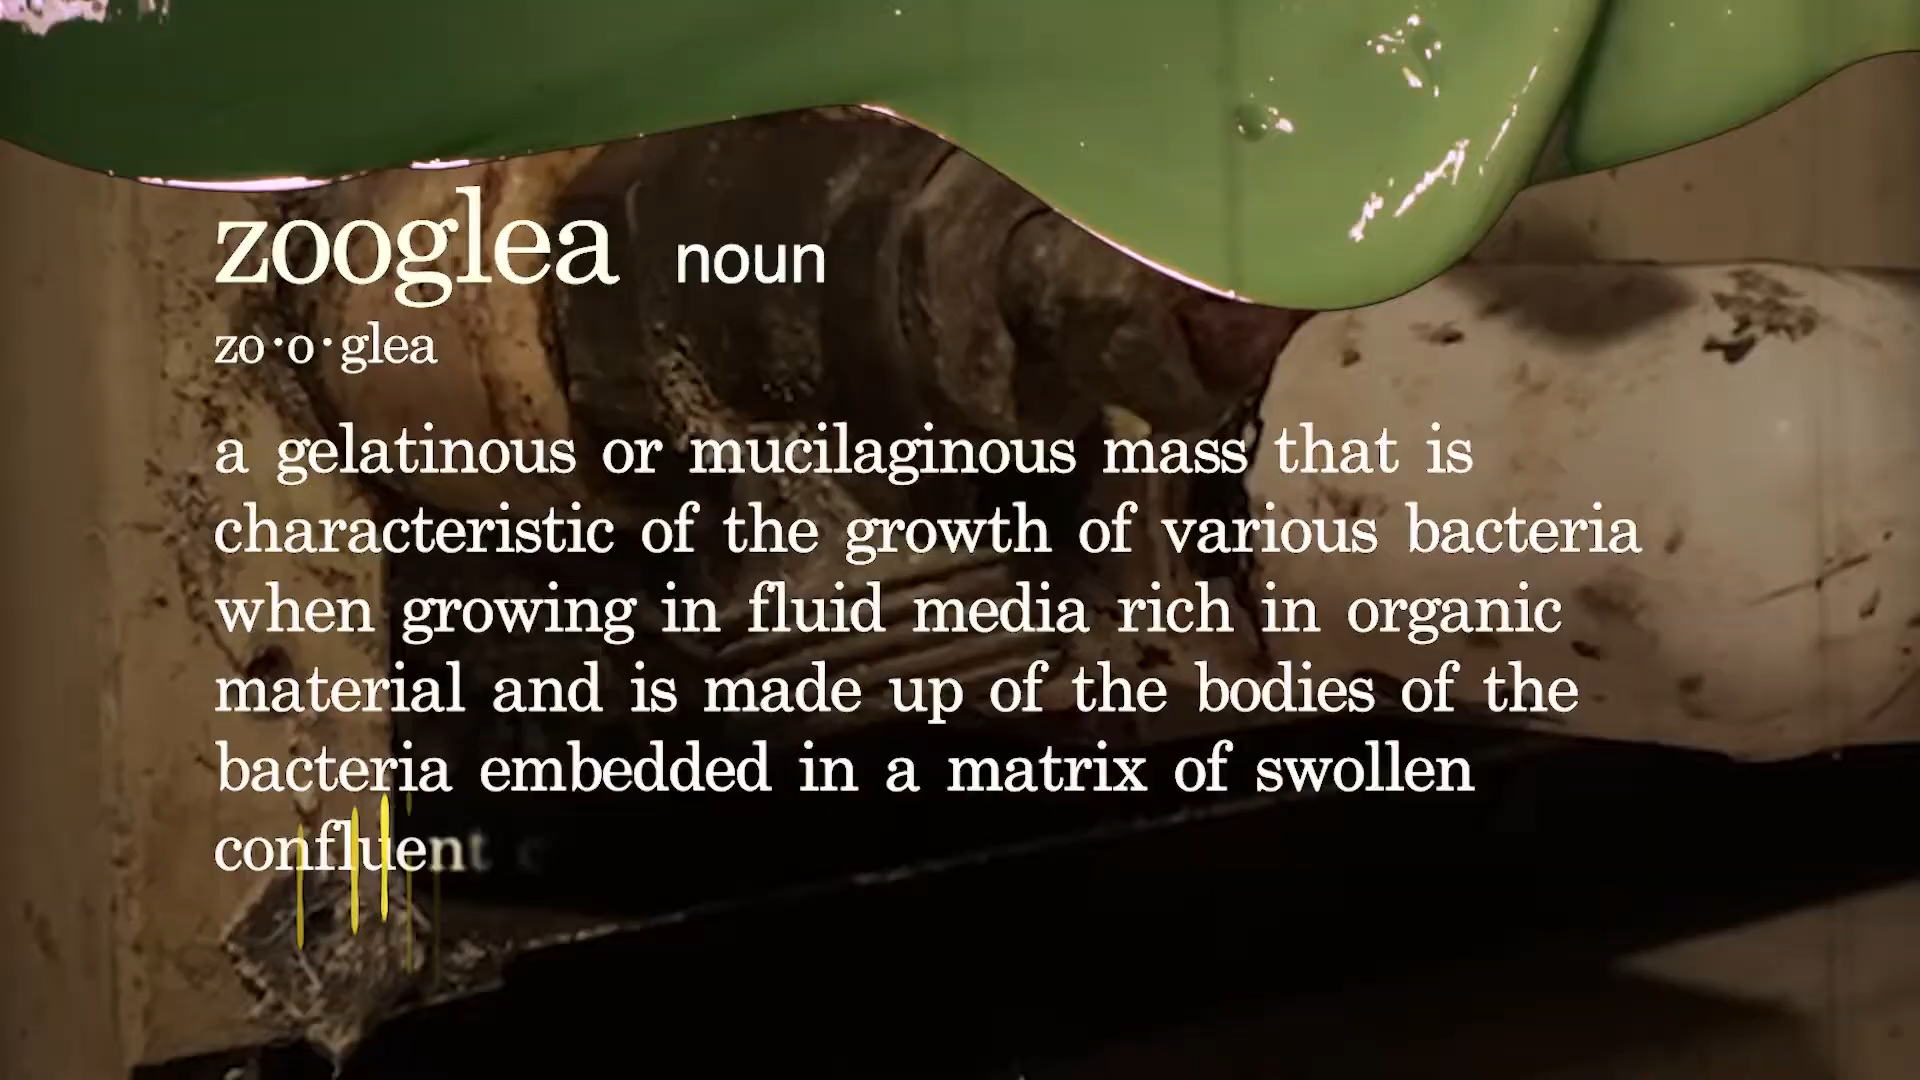 zooglea noun
zo·o·glea
a gelatinous or mucilaginous mass that is
characteristic of the growth of various bacteria
when growing in fluid media rich in organic
material and is made up of the bodies of the
bacteria embedded in a matrix of swollen
confluent